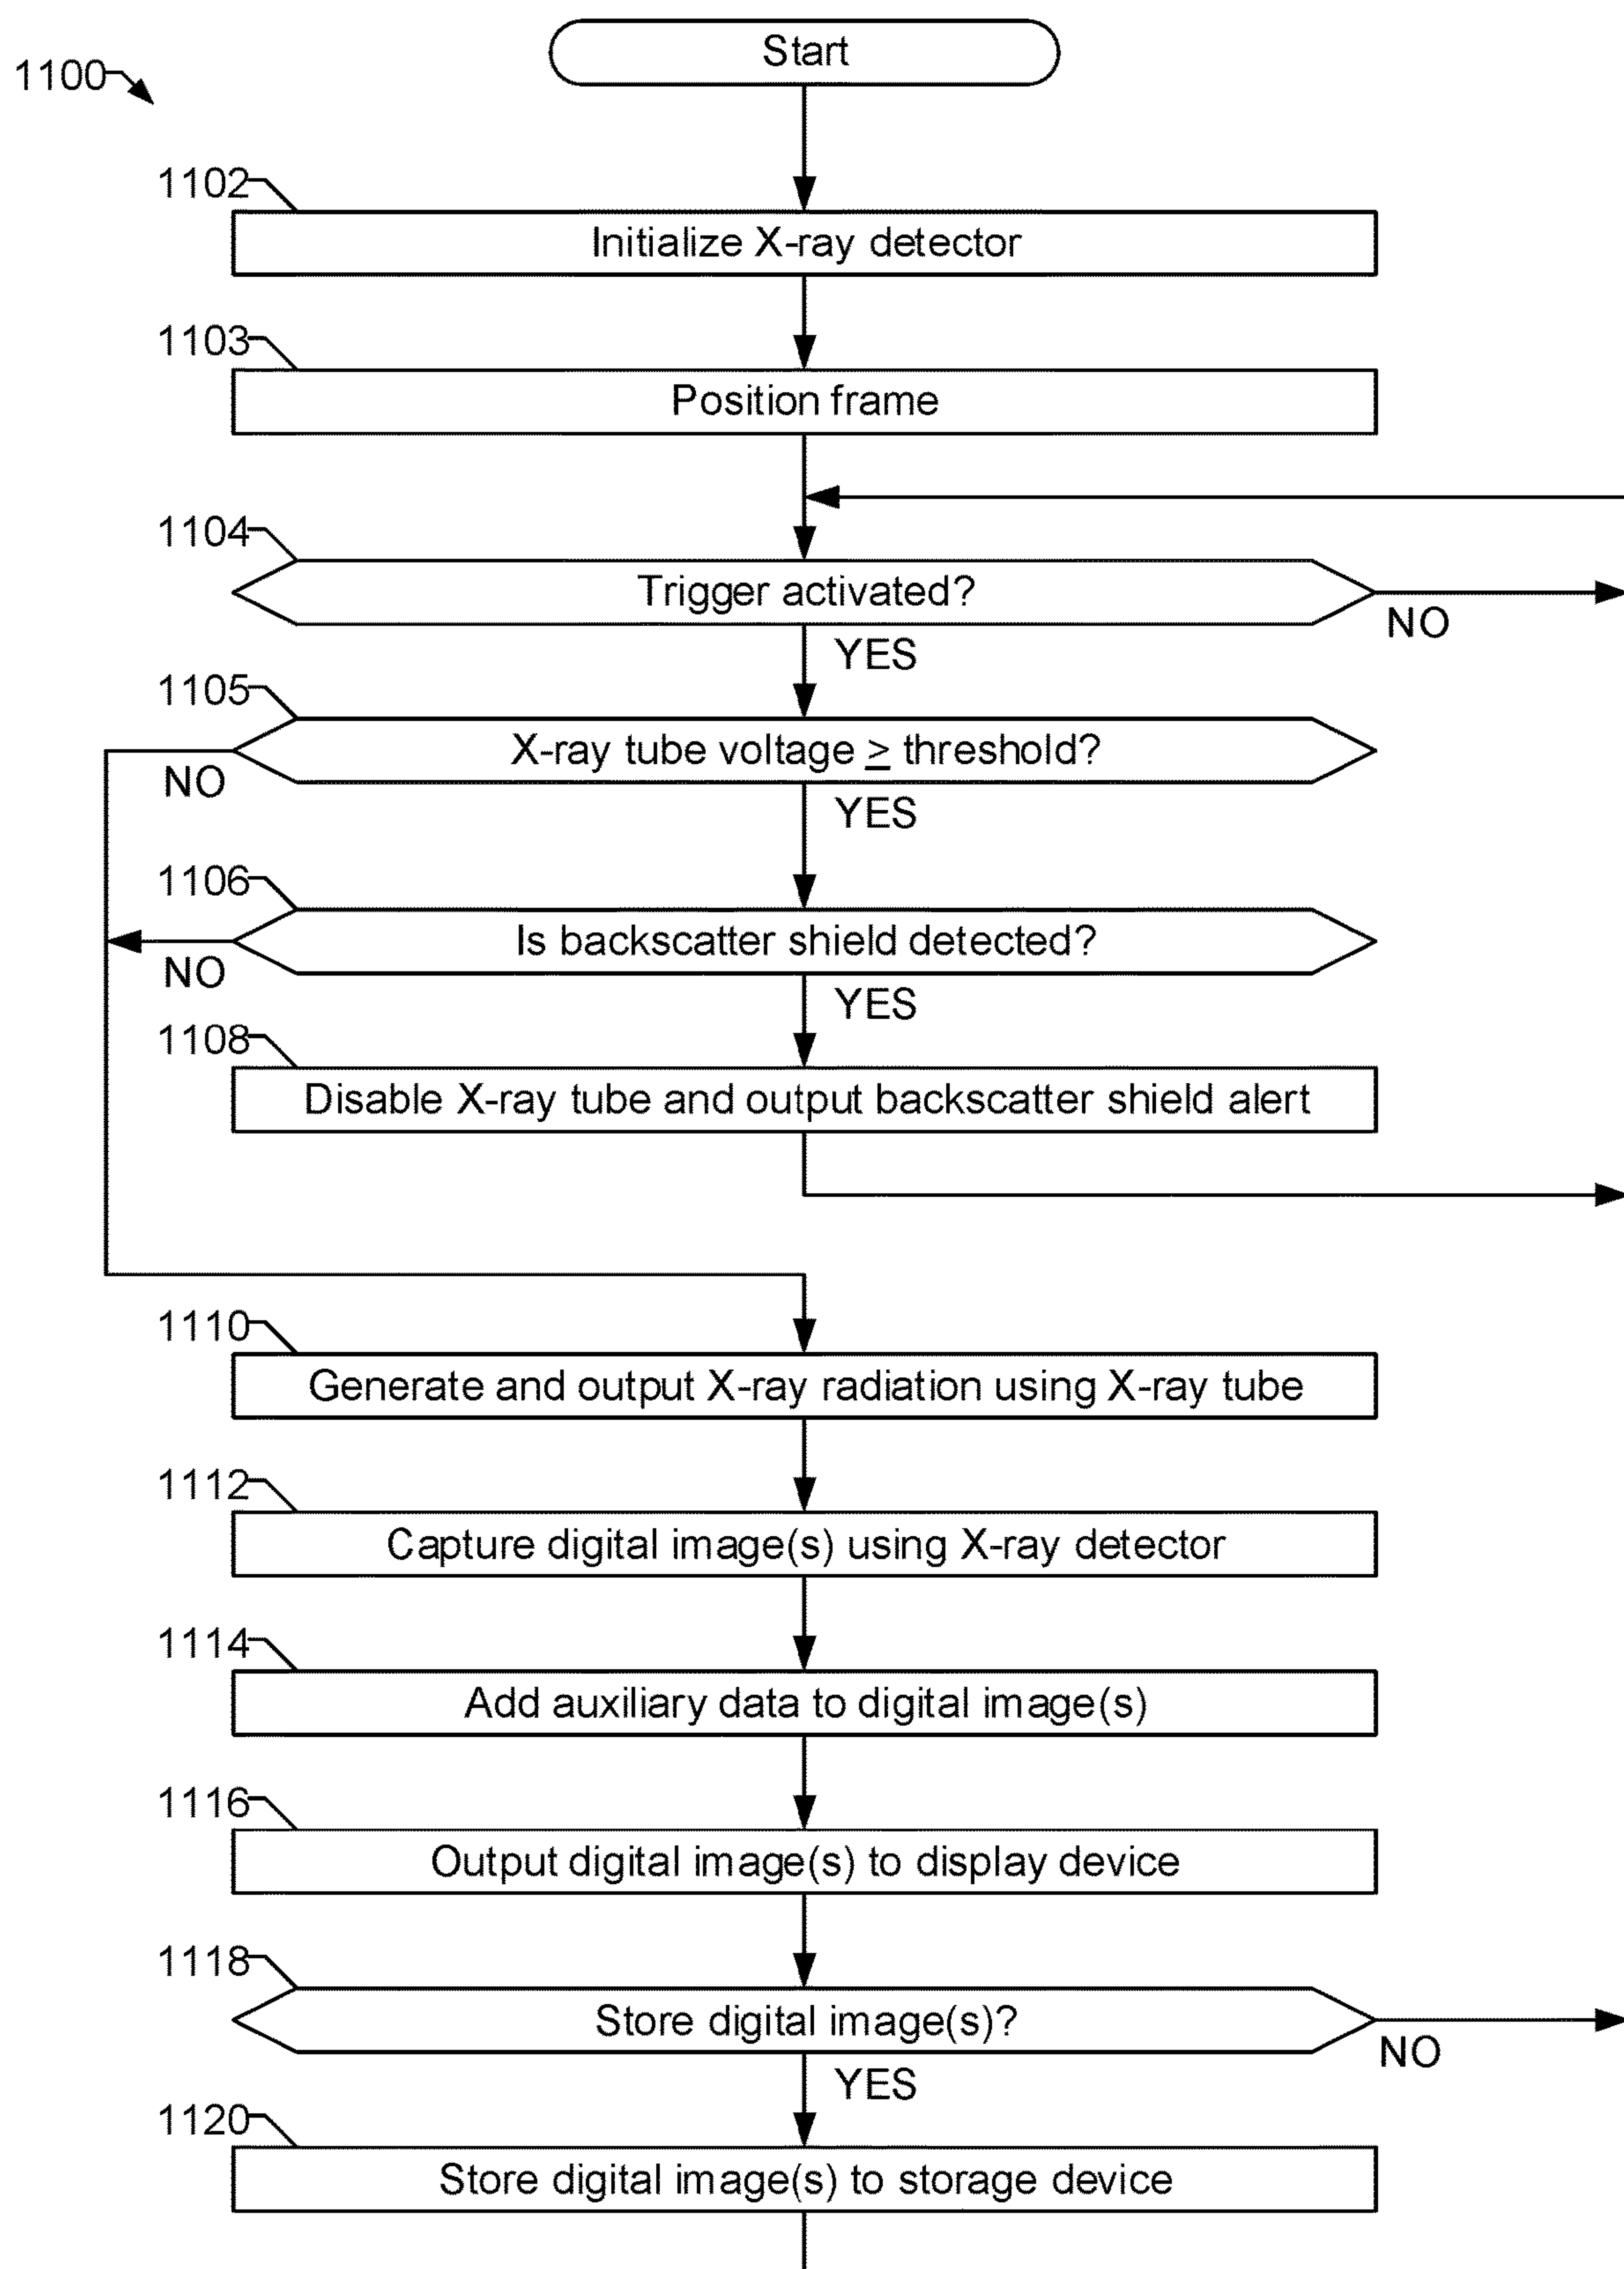 Start
1100
1102
Initialize X-ray detector
1103
Position frame
1104
Trigger activated?
NO
YES
1105
X-ray tube voltage ≥ threshold?
NO
YES
1106
Is backscatter shield detected?
NO
YES
1108
Disable X-ray tube and output backscatter shield alert
1110
Generate and output X-ray radiation using X-ray tube
1112
Capture digital image(s) using X-ray detector
1114
Add auxiliary data to digital image(s)
1116
Output digital image(s) to display device
1118
Store digital image(s)?
NO
YES
1120
Store digital image(s) to storage device